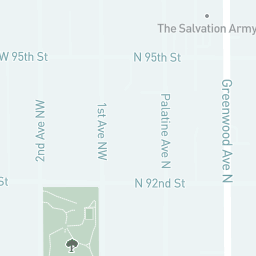 The Salvation Army
W 95th St
N 95th St
2nd Ave NW
1st Ave NW
Palatine Ave N
Greenwood Ave N
St
N 92nd St